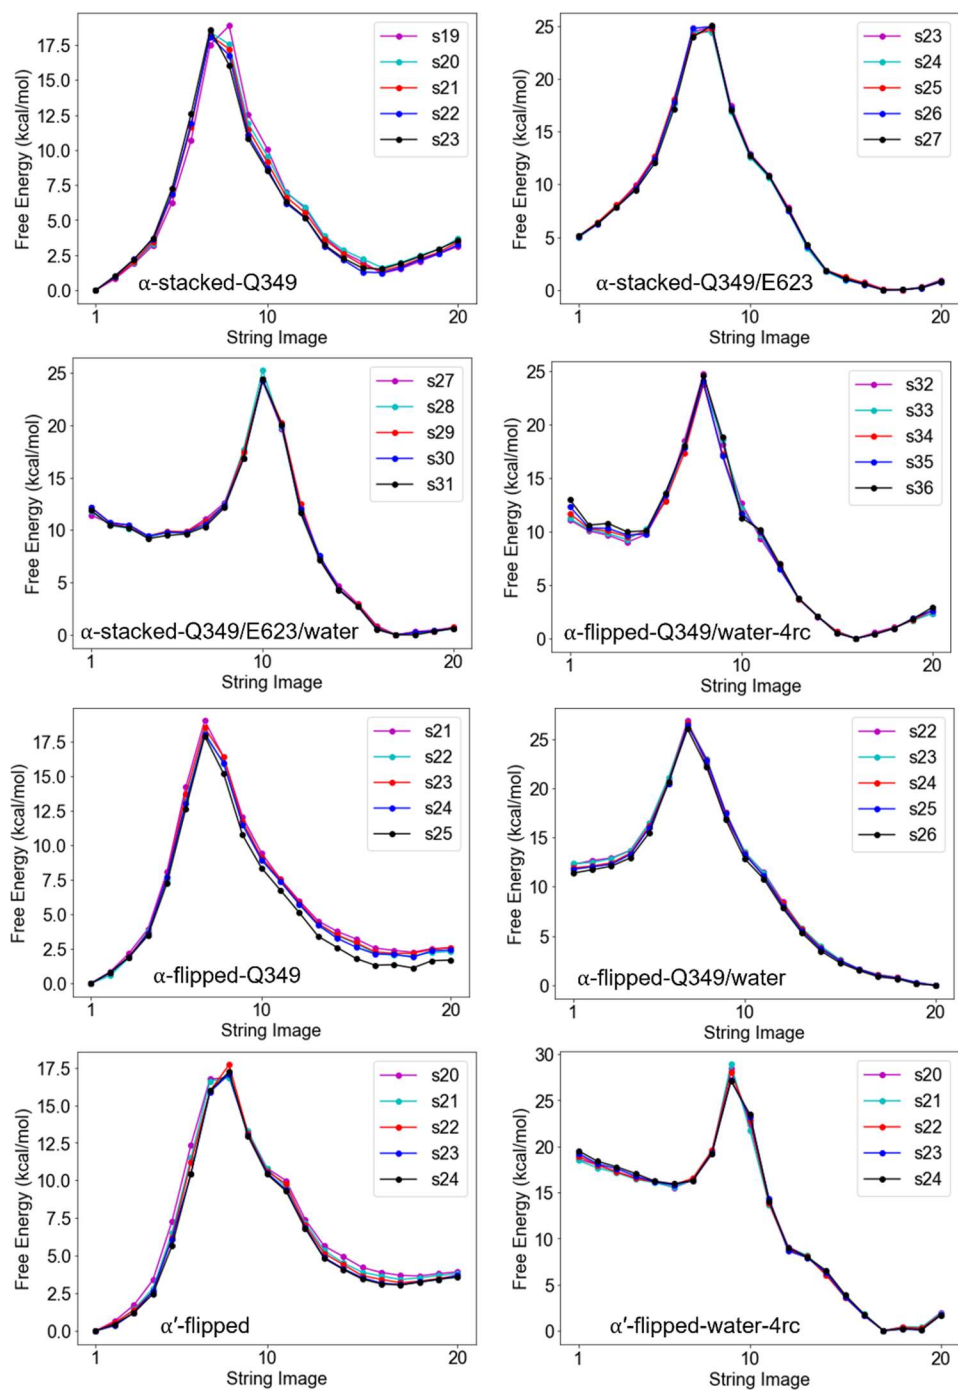 Free Energy (kcal/mol)
17.5
15.0
12.5
10.0
7.5
5.0
2.5
0.0
s19
s20
s21
s22
s23
α-stacked-Q349
1
10
20
String Image
Free Energy (kcal/mol)
25
20
15
10
5
0
s23
s24
s25
s26
s27
α-stacked-Q349/E623
1
10
20
String Image
Free Energy (kcal/mol)
25
20
15
10
5
0
s27
s28
s29
s30
s31
α-stacked-Q349/E623/water
1
10
20
String Image
Free Energy (kcal/mol)
25
20
15
10
5
0
s32
s33
s34
s35
s36
α-flipped-Q349/water-4rc
1
10
20
String Image
Free Energy (kcal/mol)
17.5
15.0
12.5
10.0
7.5
5.0
2.5
0.0
s21
s22
s23
s24
s25
α-flipped-Q349
1
10
20
String Image
Free Energy (kcal/mol)
25
20
15
10
5
0
s22
s23
s24
s25
s26
α-flipped-Q349/water
1
10
20
String Image
Free Energy (kcal/mol)
17.5
15.0
12.5
10.0
7.5
5.0
2.5
0.0
s20
s21
s22
s23
s24
α′-flipped
1
10
20
String Image
Free Energy (kcal/mol)
30
25
20
15
10
5
0
s20
s21
s22
s23
s24
α′-flipped-water-4rc
1
10
20
String Image